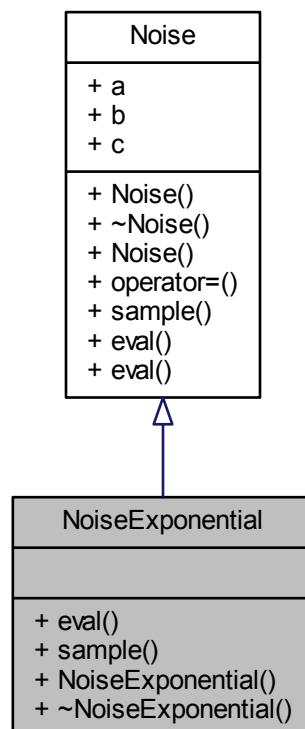 Noise
+ a
+ b
+ c
+ Noise()
+ ~Noise()
+ Noise()
+ operator=()
+ sample()
+ eval()
+ eval()
NoiseExponential
+ eval()
+ sample()
+ NoiseExponential()
+ ~NoiseExponential()